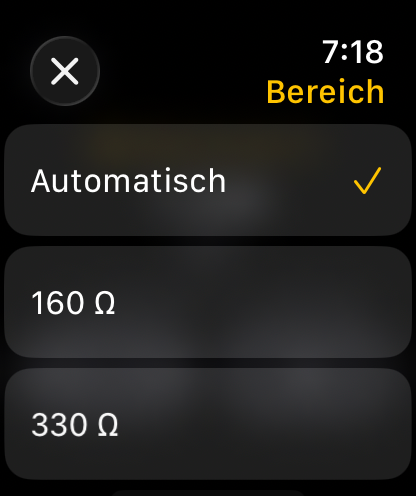 7:18
Bereich
Automatisch
160 Ω
330 Ω